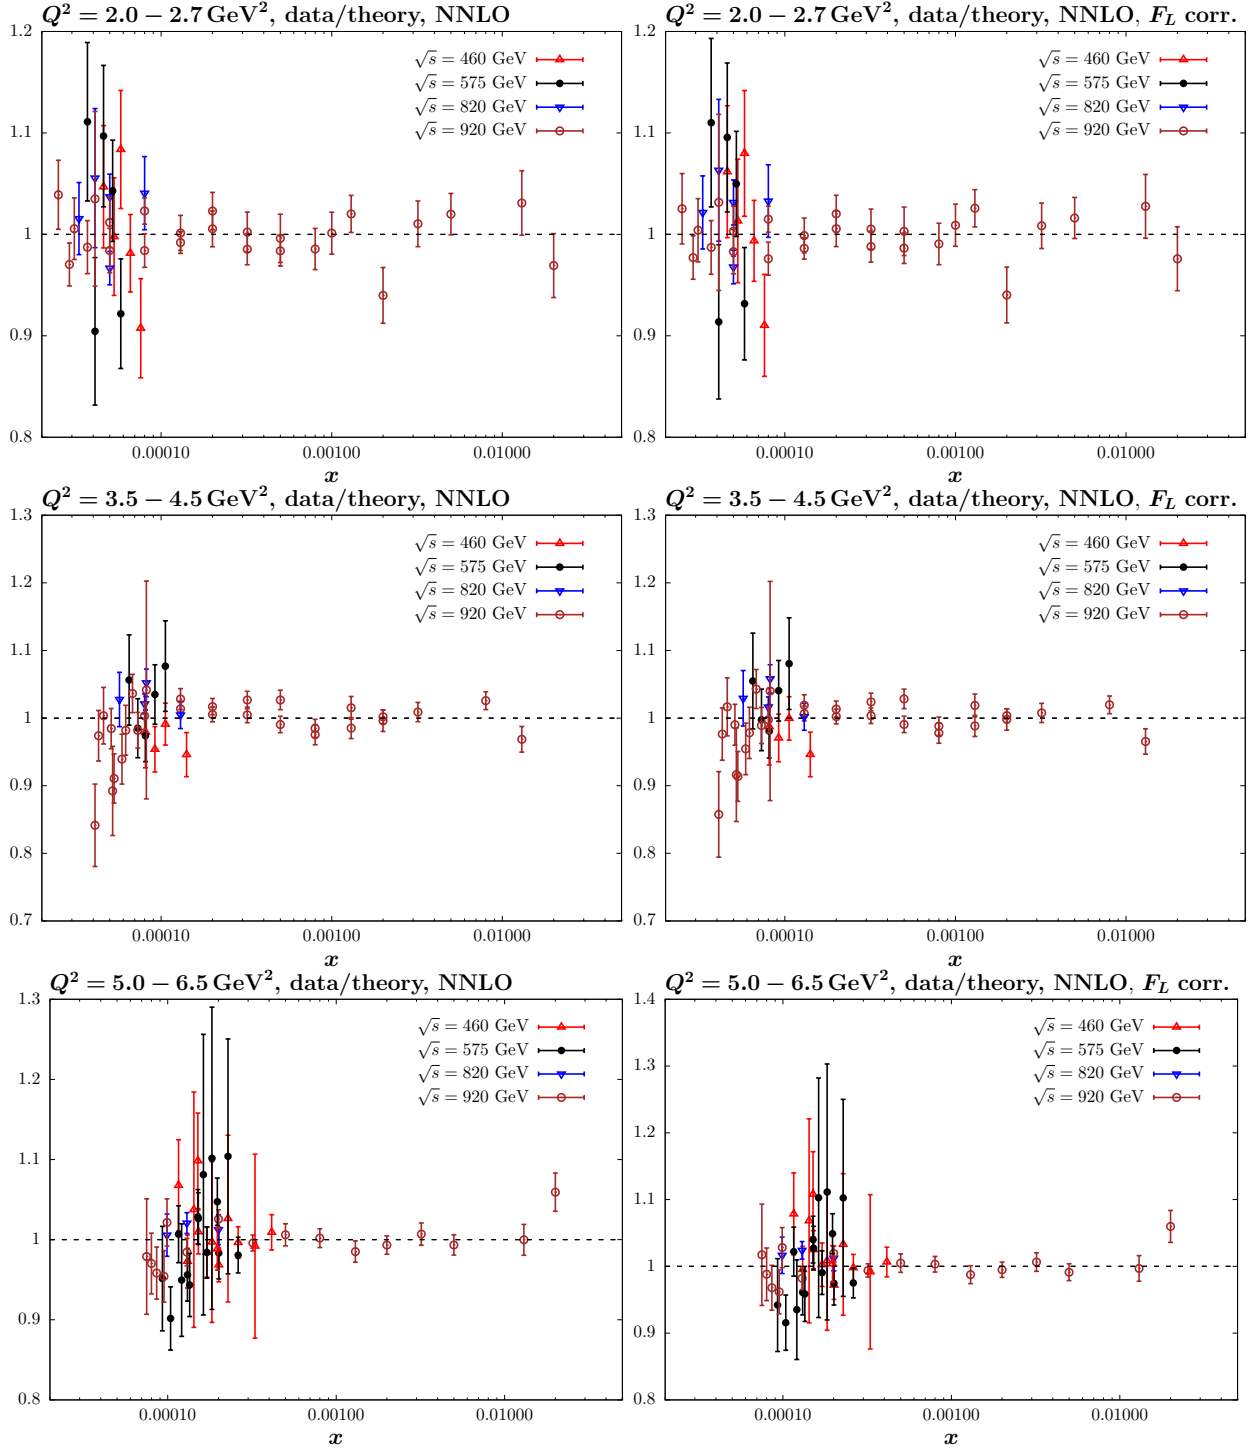 Q² = 2.0 − 2.7 GeV², data/theory, NNLO
1.2
1.1
1
0.9
0.8
√s = 460 GeV
√s = 575 GeV
√s = 820 GeV
√s = 920 GeV
0.00010
0.00100
0.01000
x
Q² = 2.0 − 2.7 GeV², data/theory, NNLO, F_L corr.
1.2
1.1
1
0.9
0.8
√s = 460 GeV
√s = 575 GeV
√s = 820 GeV
√s = 920 GeV
0.00010
0.00100
0.01000
x
Q² = 3.5 − 4.5 GeV², data/theory, NNLO
1.3
1.2
1.1
1
0.9
0.8
0.7
√s = 460 GeV
√s = 575 GeV
√s = 820 GeV
√s = 920 GeV
0.00010
0.00100
0.01000
x
Q² = 3.5 − 4.5 GeV², data/theory, NNLO, F_L corr.
1.3
1.2
1.1
1
0.9
0.8
0.7
√s = 460 GeV
√s = 575 GeV
√s = 820 GeV
√s = 920 GeV
0.00010
0.00100
0.01000
x
Q² = 5.0 − 6.5 GeV², data/theory, NNLO
1.3
1.2
1.1
1
0.9
0.8
√s = 460 GeV
√s = 575 GeV
√s = 820 GeV
√s = 920 GeV
0.00010
0.00100
0.01000
x
Q² = 5.0 − 6.5 GeV², data/theory, NNLO, F_L corr.
1.4
1.3
1.2
1.1
1
0.9
0.8
√s = 460 GeV
√s = 575 GeV
√s = 820 GeV
√s = 920 GeV
0.00010
0.00100
0.01000
x